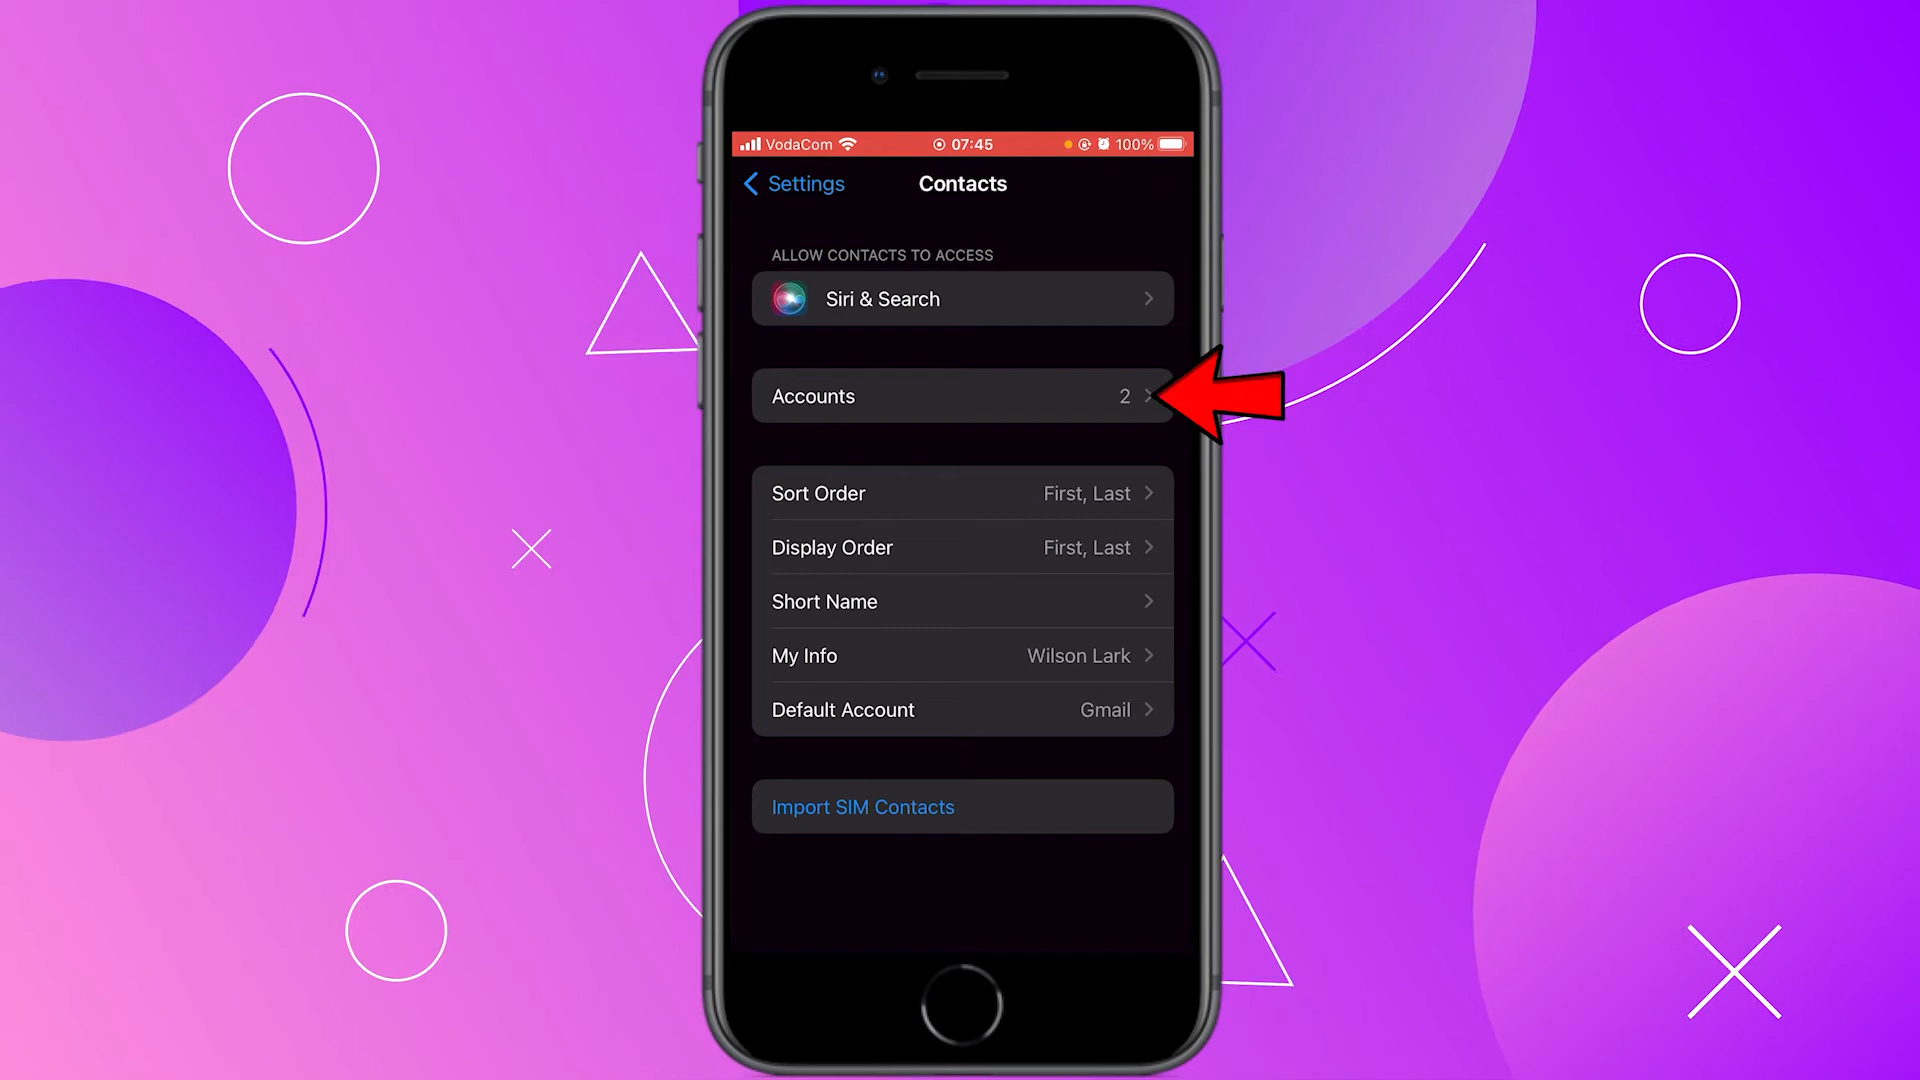 VodaCom 07:45 100%
Settings Contacts
ALLOW CONTACTS TO ACCESS
Siri & Search
Accounts 2
Sort Order First, Last
Display Order First, Last
Short Name
My Info Wilson Lark
Default Account Gmail
Import SIM Contacts